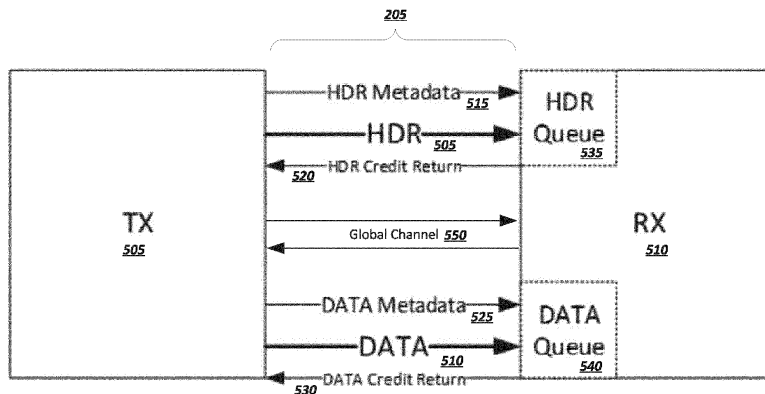 205
HDR Metadata
515
HDR
505
520
HDR Credit Return
HDR
Queue
535
TX
505
Global Channel 550
RX
510
DATA Metadata
525
DATA
510
530
DATA Credit Return
DATA
Queue
540